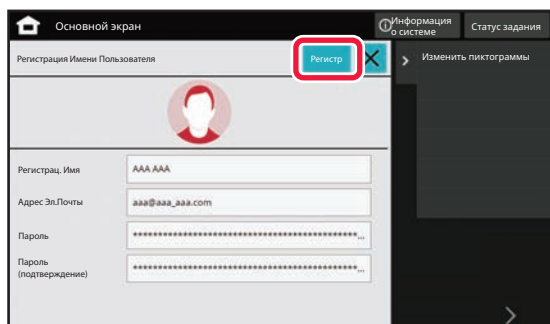 Основной экран
Информация
о системе
Статус задания
Регистрация Имени Пользователя
Регистр
Изменить пиктограммы
Регистрац. Имя
AAA AAA
Адрес Эл.Почты
aaa@aaa_aaa.com
Пароль
Пароль
(подтверждение)